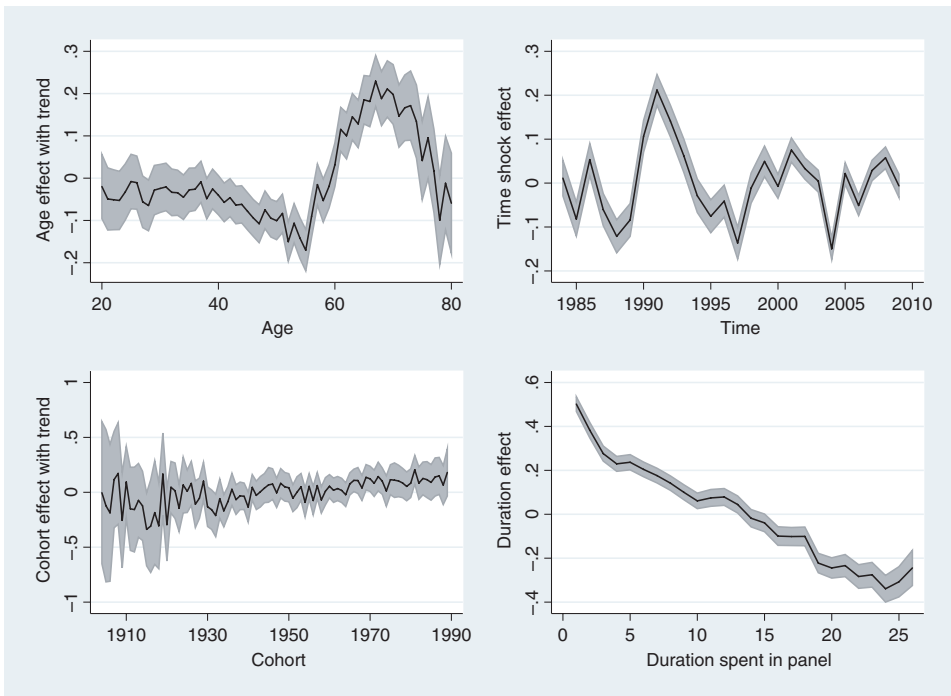 Age effect with trend
.3
.2
.1
0
−.1
−.2
20 40 60 80
Age
Time shock effect
.3
.2
.1
0
−.1
−.2
1985 1990 1995 2000 2005 2010
Time
Cohort effect with trend
1
.5
0
−.5
−1
1910 1930 1950 1970 1990
Cohort
Duration effect
.6
.4
.2
0
−.2
−.4
0 5 10 15 20 25
Duration spent in panel